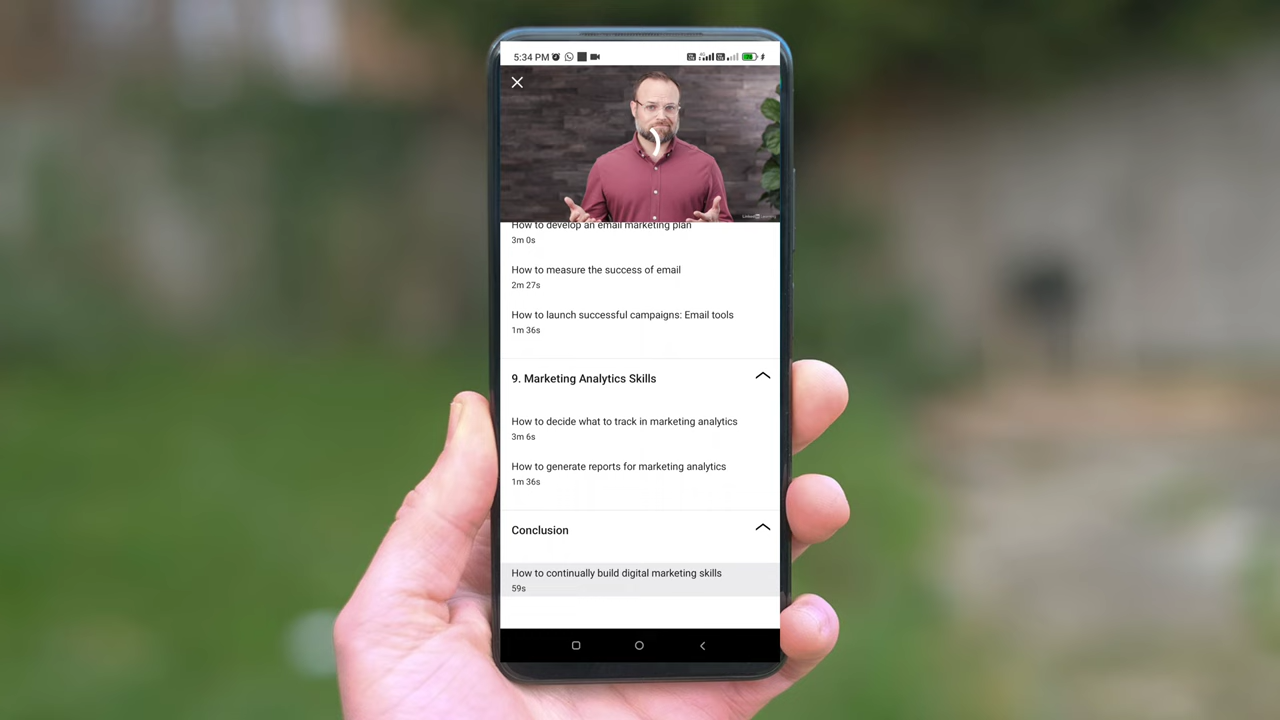 5:34 PM
LinkedIn Learning
How to develop an email marketing plan
3m 0s
How to measure the success of email
2m 27s
How to launch successful campaigns: Email tools
1m 36s
9. Marketing Analytics Skills
How to decide what to track in marketing analytics
3m 6s
How to generate reports for marketing analytics
1m 36s
Conclusion
How to continually build digital marketing skills
59s